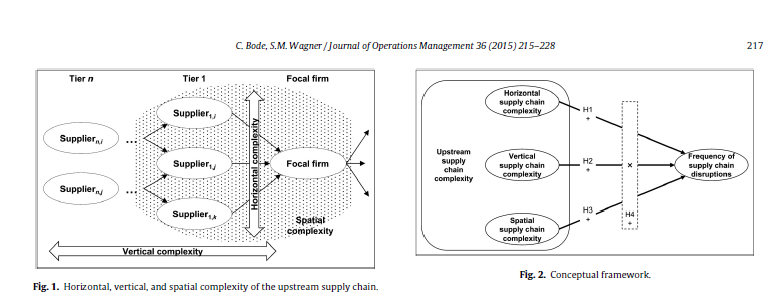 C. Bode, S.M. Wagner / Journal of Operations Management 36 (2015) 215–228
217
Tier n
Tier 1
Focal firm
Supplier1,i
Suppliern,i
...
Supplier1,j
Focal firm
Suppliern,j
...
Supplier1,k
Horizontal complexity
Spatial
complexity
Vertical complexity
Fig. 1. Horizontal, vertical, and spatial complexity of the upstream supply chain.
Horizontal
supply chain
complexity
H1
+
Upstream
supply
chain
complexity
Vertical
supply chain
complexity
H2
+
×
Frequency of
supply chain
disruptions
Spatial
supply chain
complexity
H3
+
H4
+
Fig. 2. Conceptual framework.